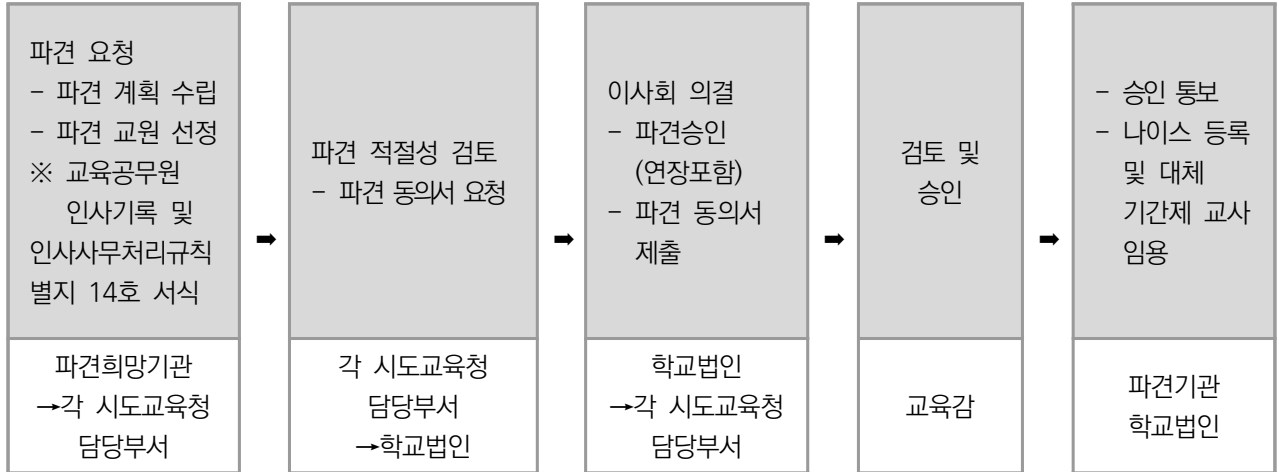 파견 요청
- 파견 계획 수립
- 파견 교원 선정
※ 교육공무원
인사기록 및
인사사무처리규칙
별지 14호 서식
파견희망기관
→각 시도교육청
담당부서
➡
파견 적절성 검토
- 파견 동의서 요청
각 시도교육청
담당부서
→학교법인
➡
이사회 의결
- 파견승인
(연장포함)
- 파견 동의서
제출
학교법인
→각 시도교육청
담당부서
➡
검토 및
승인
교육감
➡
- 승인 통보
- 나이스 등록
및 대체
기간제 교사
임용
파견기관
학교법인